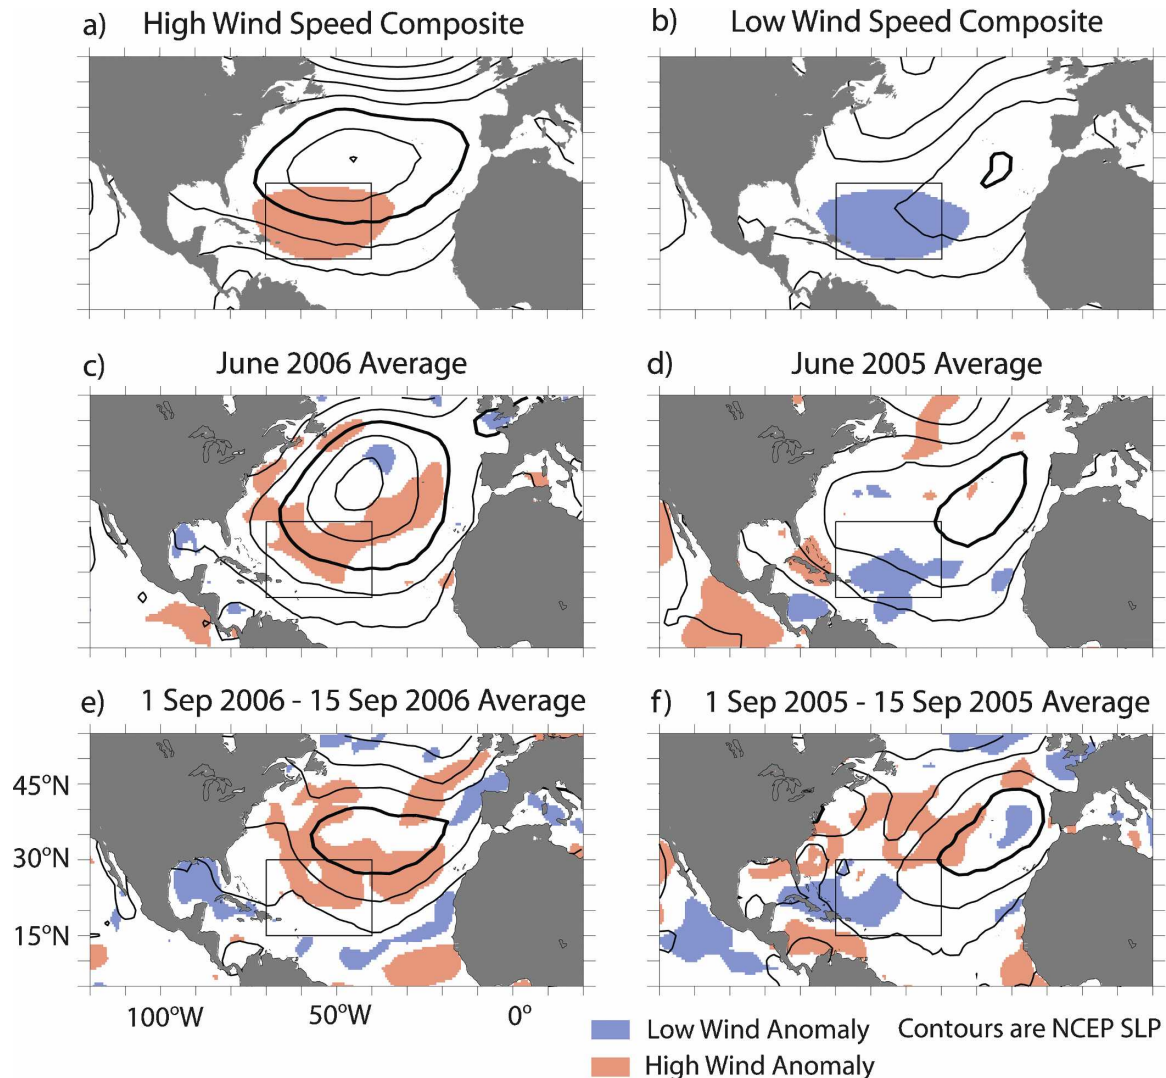 a) High Wind Speed Composite
b) Low Wind Speed Composite
c) June 2006 Average
d) June 2005 Average
e) 1 Sep 2006 - 15 Sep 2006 Average
f) 1 Sep 2005 - 15 Sep 2005 Average
45°N
30°N
15°N
100°W 50°W 0°
Low Wind Anomaly Contours are NCEP SLP
High Wind Anomaly